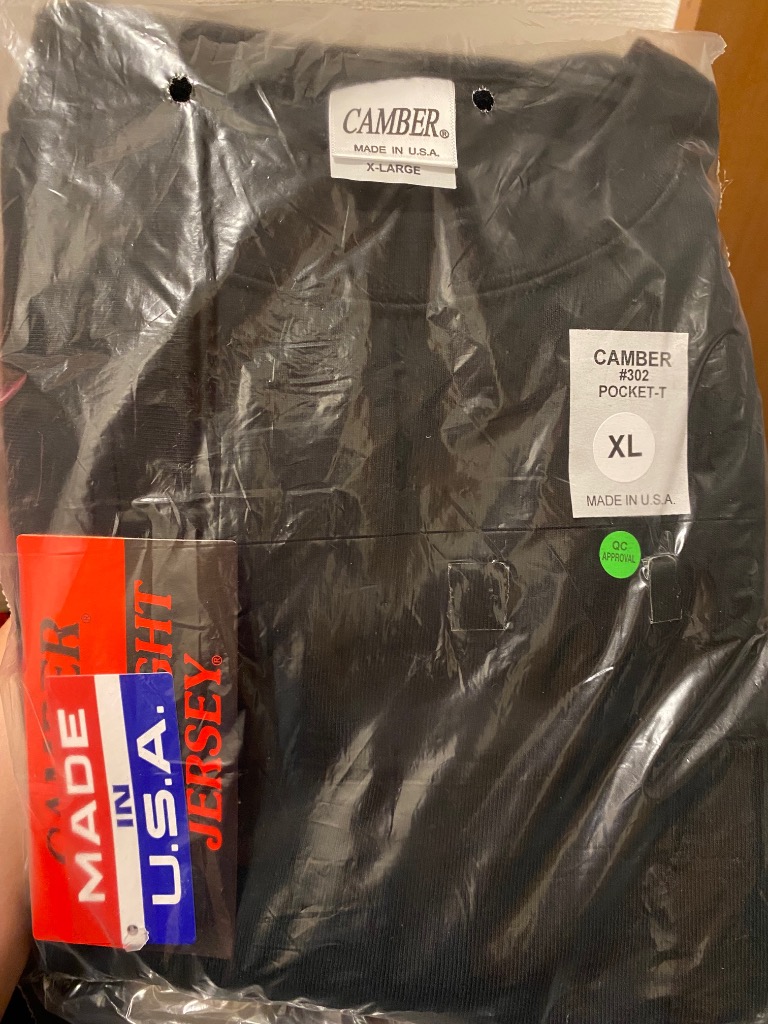 CAMBER®
MADE IN U.S.A.
X-LARGE
CAMBER
#302
POCKET-T
XL
MADE IN U.S.A.
QC
APPROVAL
JERSEY®
MADE
IN
U.S.A.